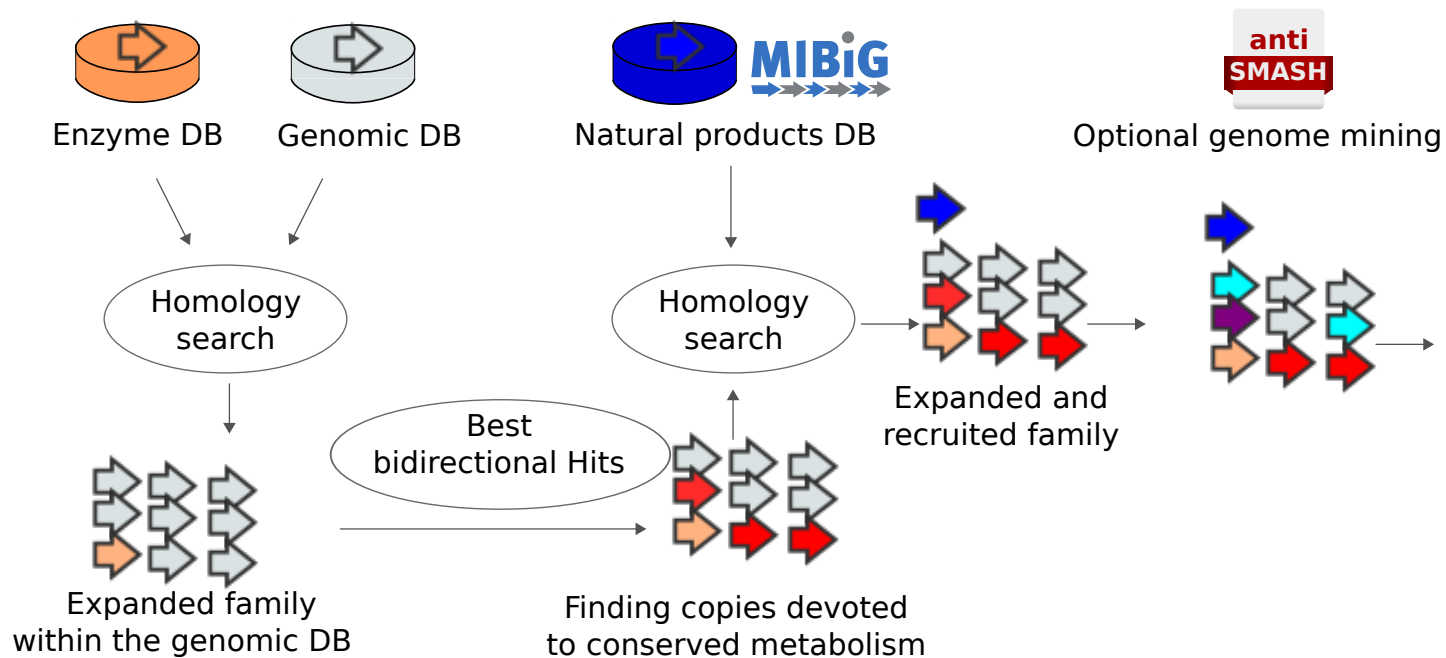 MIBiG
anti
SMASH
Enzyme DB
Genomic DB
Natural products DB
Optional genome mining
Homology
search
Homology
search
Best
bidirectional Hits
Expanded and
recruited family
Expanded family
within the genomic DB
Finding copies devoted
to conserved metabolism